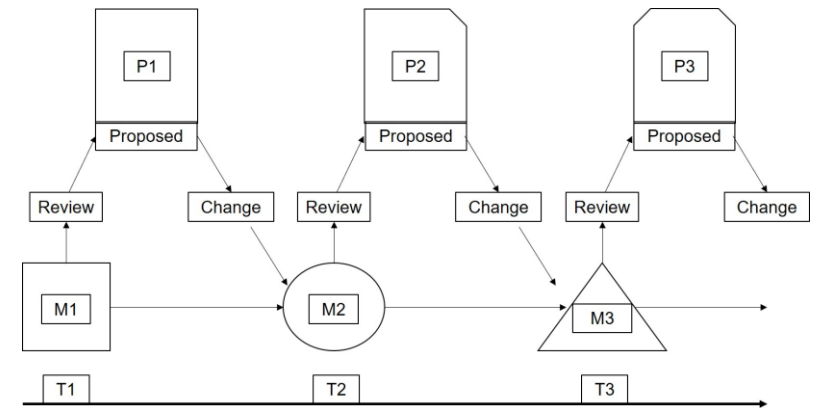 P1
P2
P3
Proposed
Proposed
Proposed
Review
Change
Review
Change
Review
Change
M1
M2
M3
T1
T2
T3